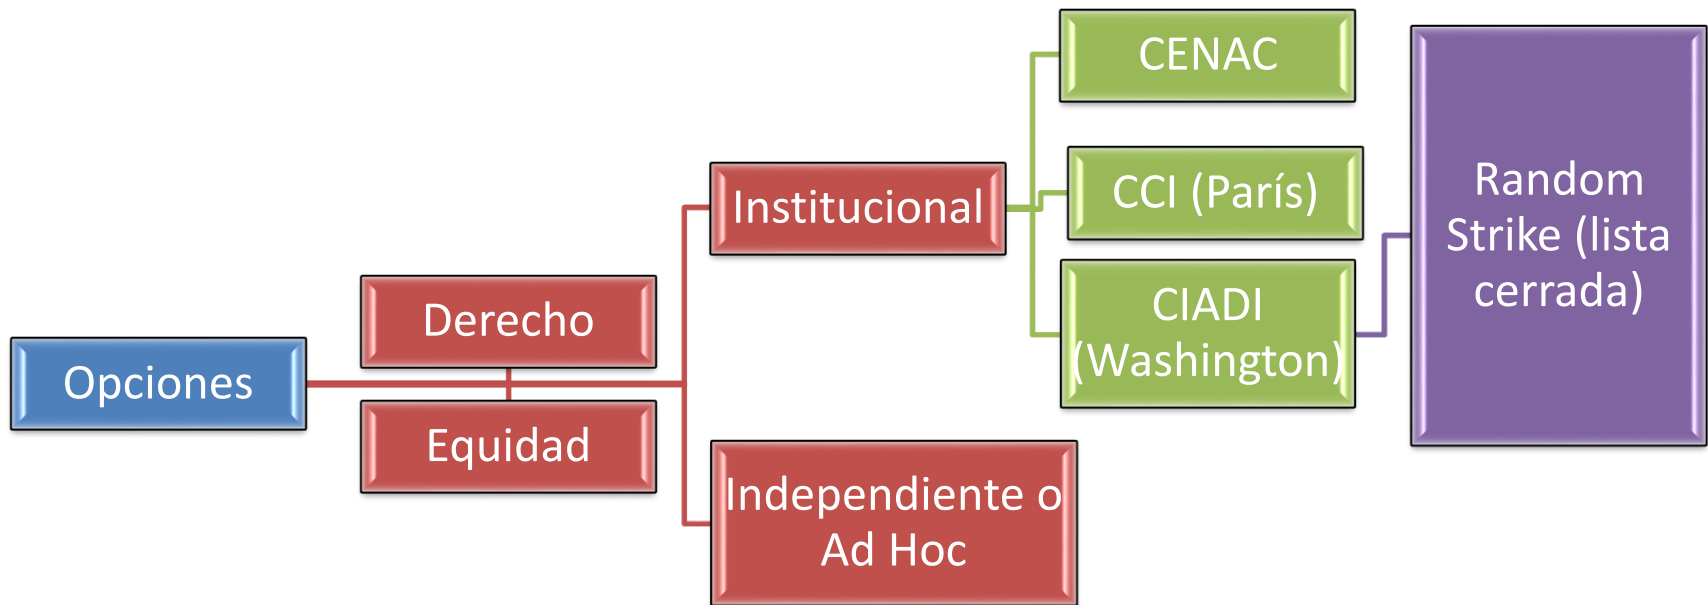 Opciones
Derecho
Equidad
Institucional
Independiente o
Ad Hoc
CENAC
CCI (París)
CIADI
(Washington)
Random
Strike (lista
cerrada)